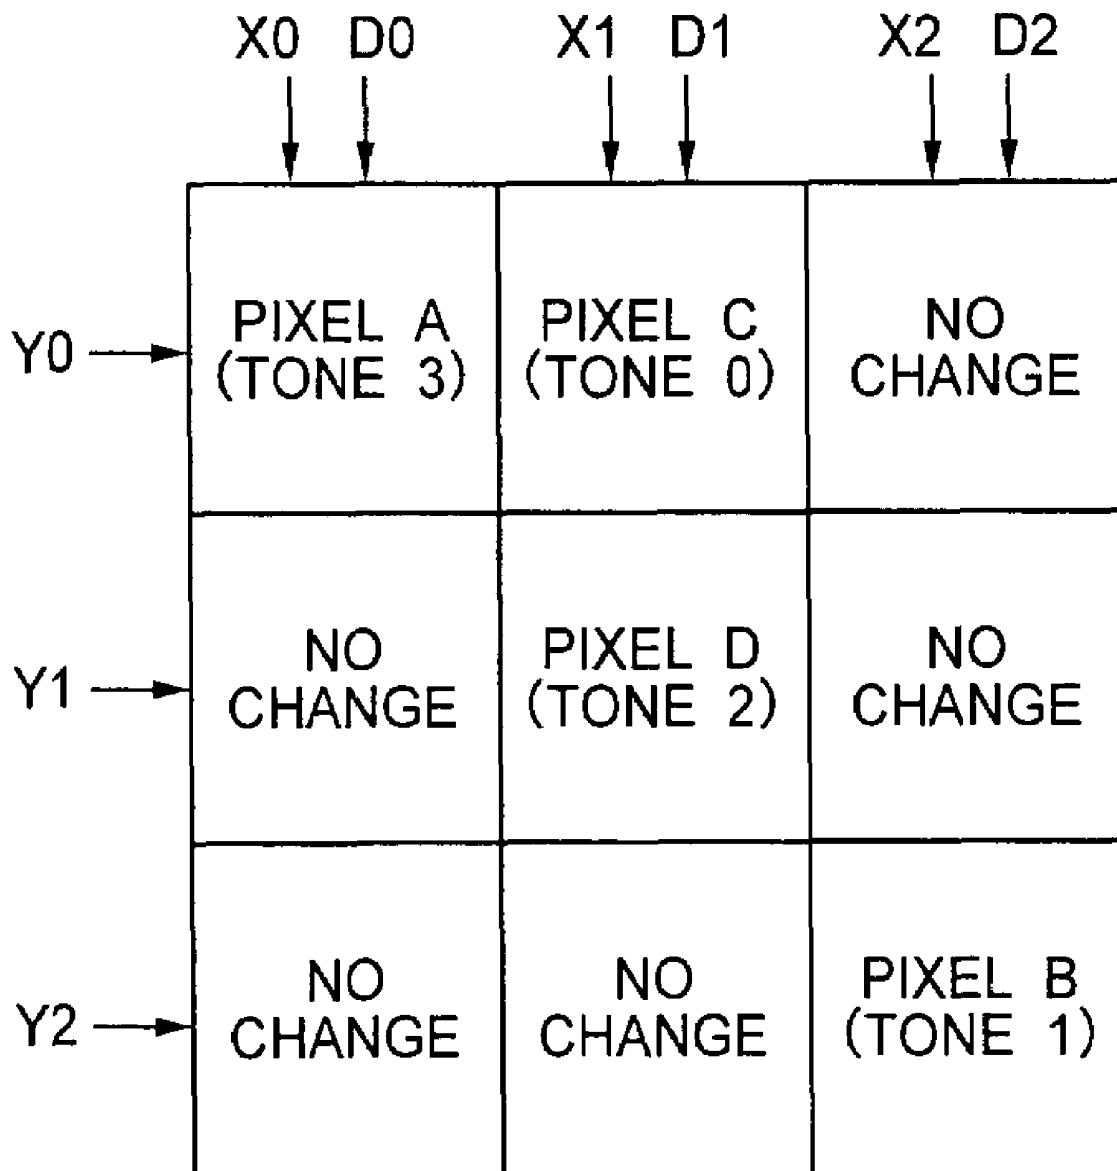 X0 D0 X1 D1 X2 D2
Y0
PIXEL A
(TONE 3)
PIXEL C
(TONE 0)
NO
CHANGE
Y1
NO
CHANGE
PIXEL D
(TONE 2)
NO
CHANGE
Y2
NO
CHANGE
NO
CHANGE
PIXEL B
(TONE 1)